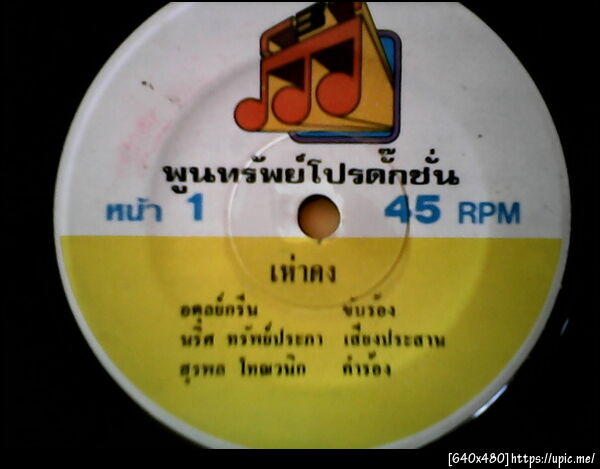 พูนทรัพย์โปรดั๊กชั่น
หน้า 1 45 RPM
เห่าดง
อดุลย์กรีน ขับร้อง
นริศ ทรัพย์ประภา เสียงประสาน
สุรพล โทณวนิก คำร้อง
[640x480]https://upic.me/